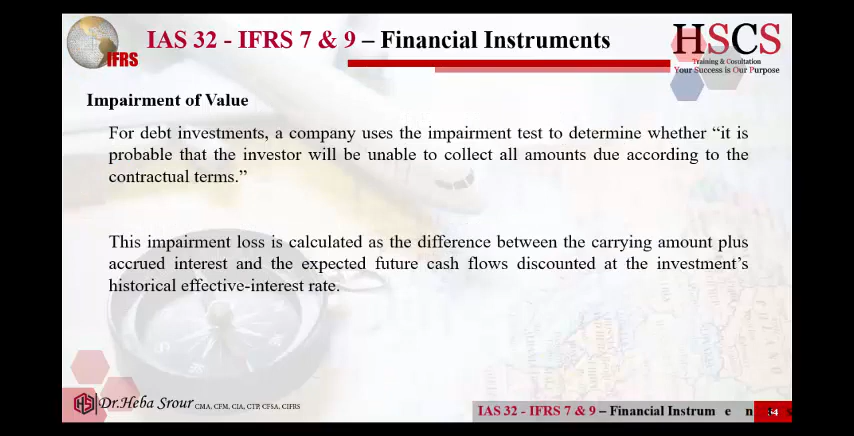 IFRS
IAS 32 - IFRS 7 & 9 – Financial Instruments
HSCS
Training & Cosultation
Your Success is Our Purpose
Impairment of Value
For debt investments, a company uses the impairment test to determine whether “it is
probable that the investor will be unable to collect all amounts due according to the
contractual terms.”
This impairment loss is calculated as the difference between the carrying amount plus
accrued interest and the expected future cash flows discounted at the investment’s
historical effective-interest rate.
Dr.Heba Srour CMA, CFM, CIA, CTP, CFSA, CIFRS
IAS 32 - IFRS 7 & 9 – Financial Instrum e n